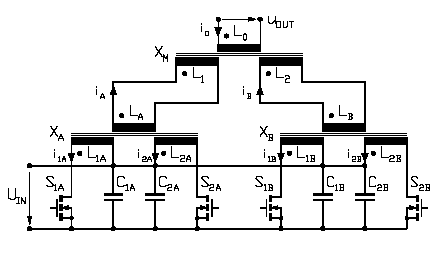 i0 UOUT
L0
XM
L1 L2
iA iB
LA LB
XA XB
i1A L1A i2A L2A i1B L1B i2B L2B
UIN S1A C1A C2A S2A S1B C1B C2B S2B